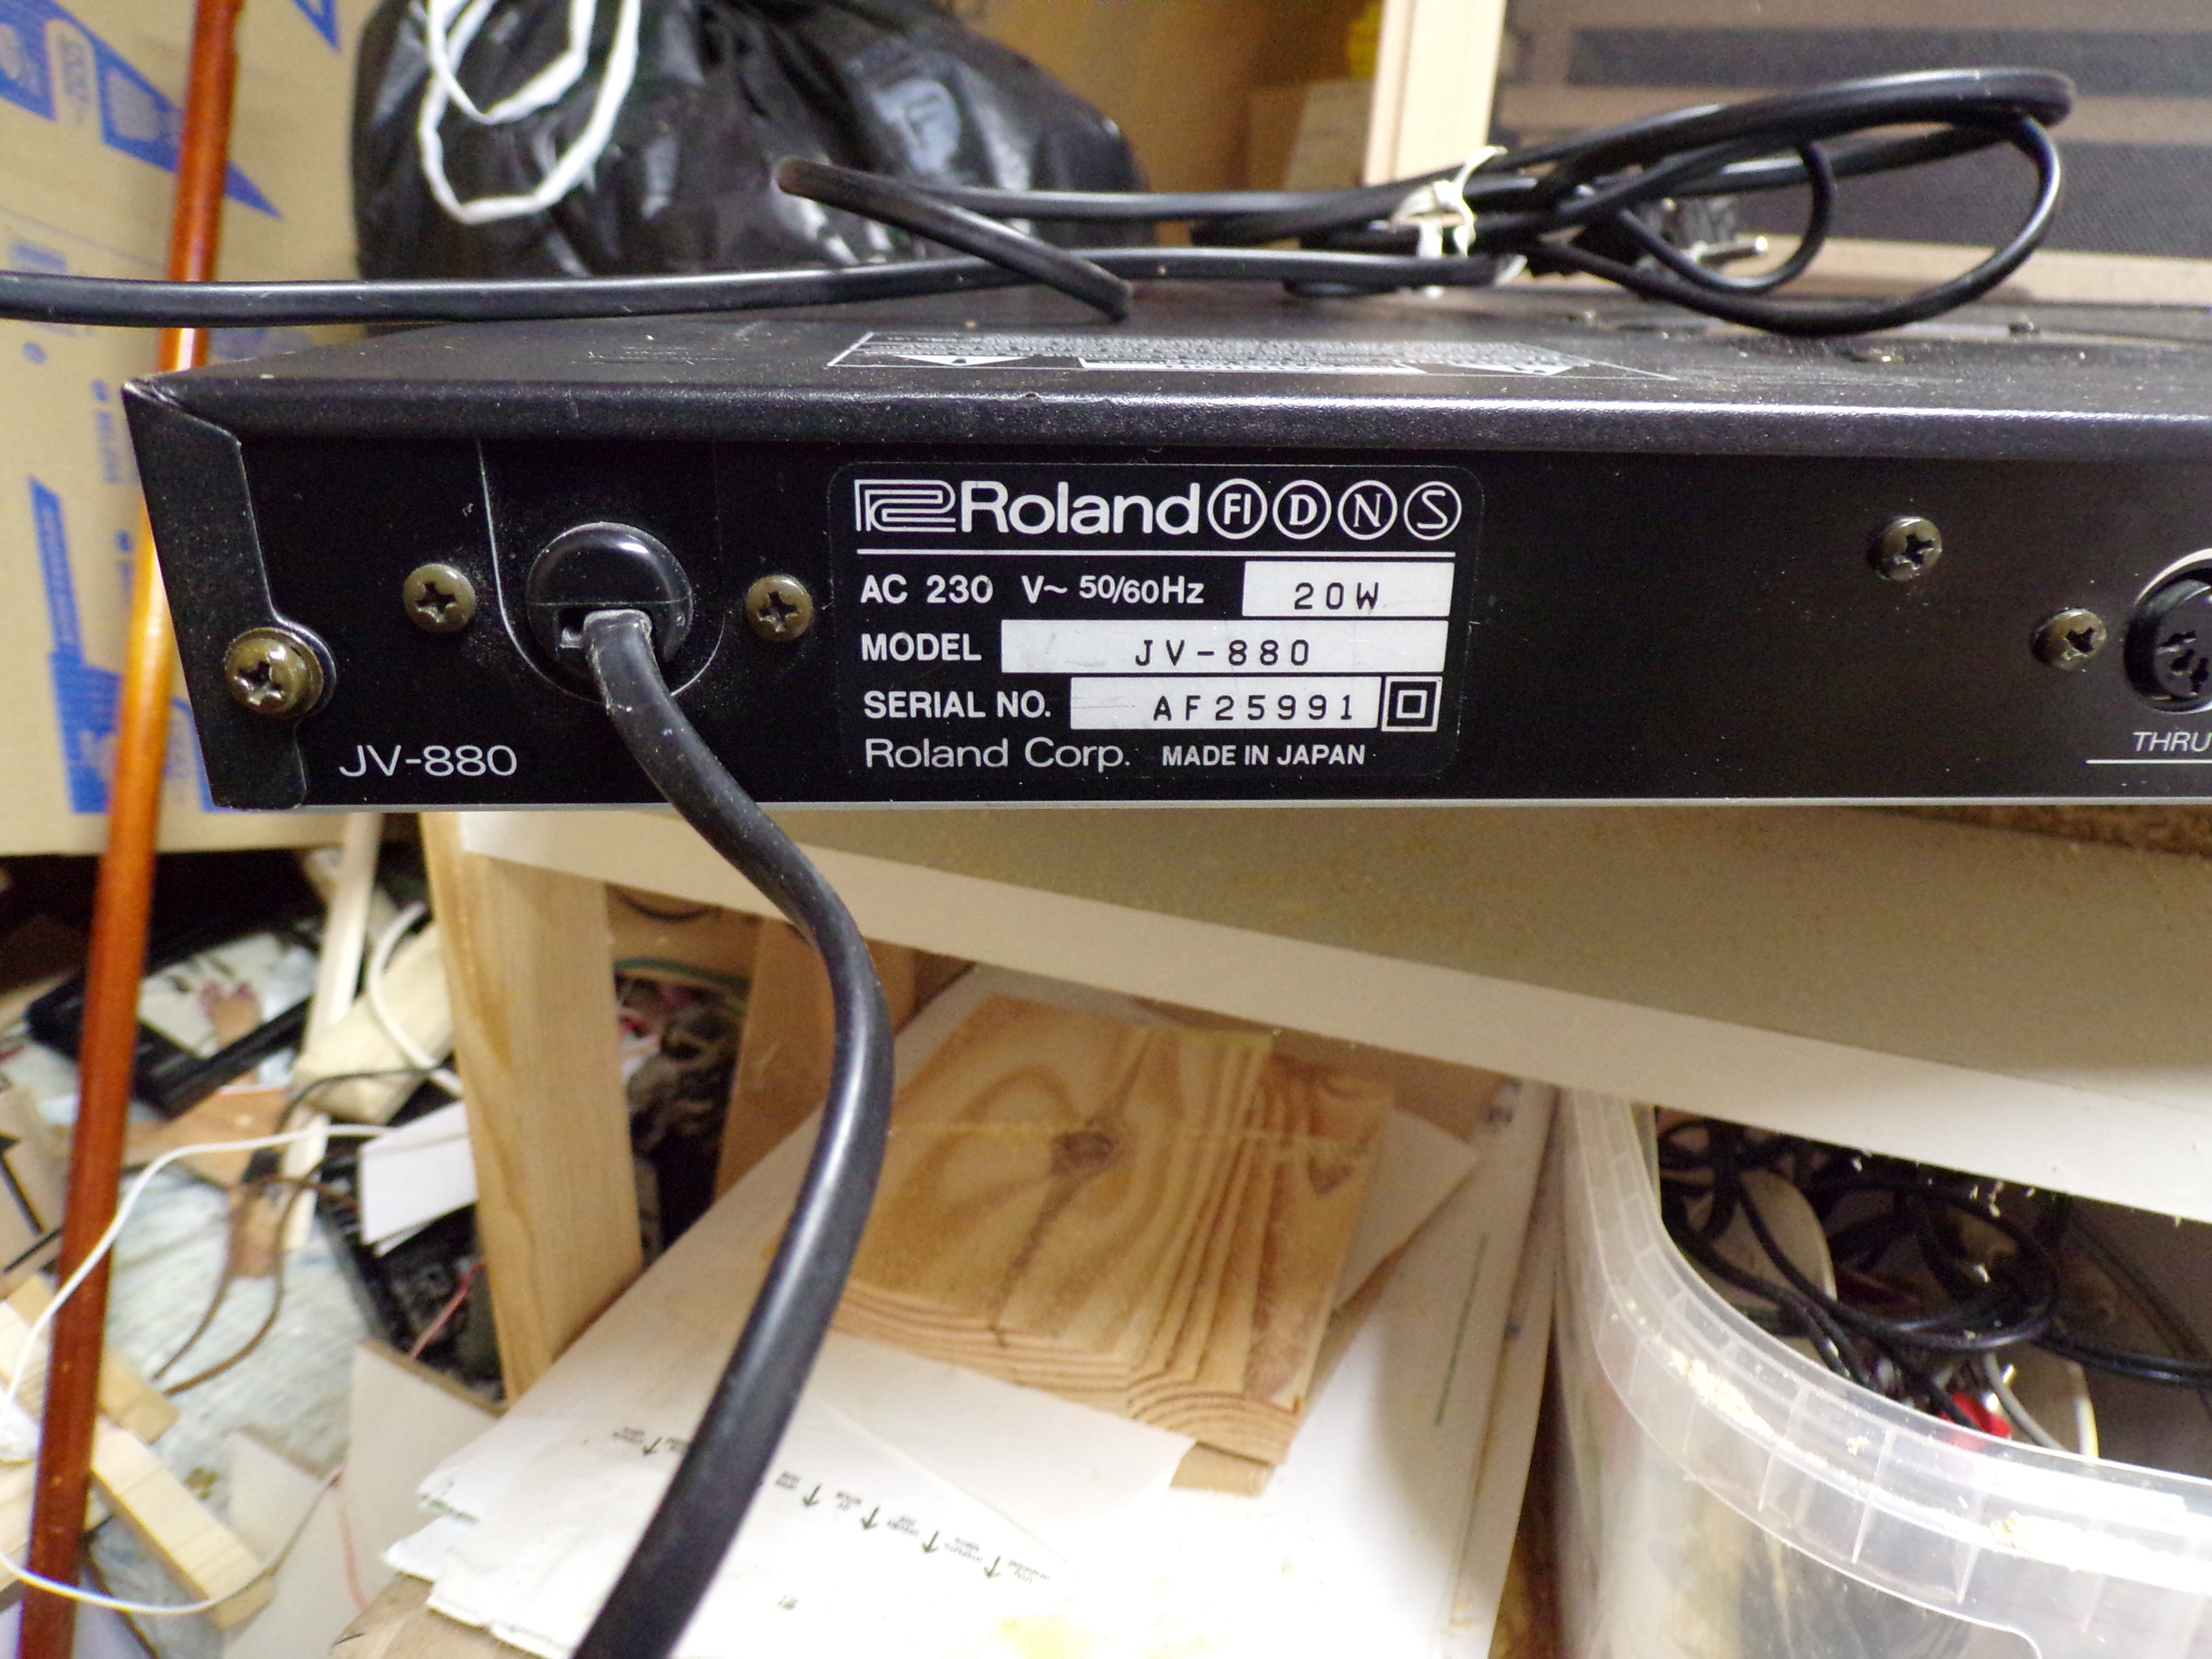 Roland FI D N S
AC 230 V~ 50/60Hz 20W
MODEL JV-880
SERIAL NO. AF25991
Roland Corp. MADE IN JAPAN
JV-880
THRU